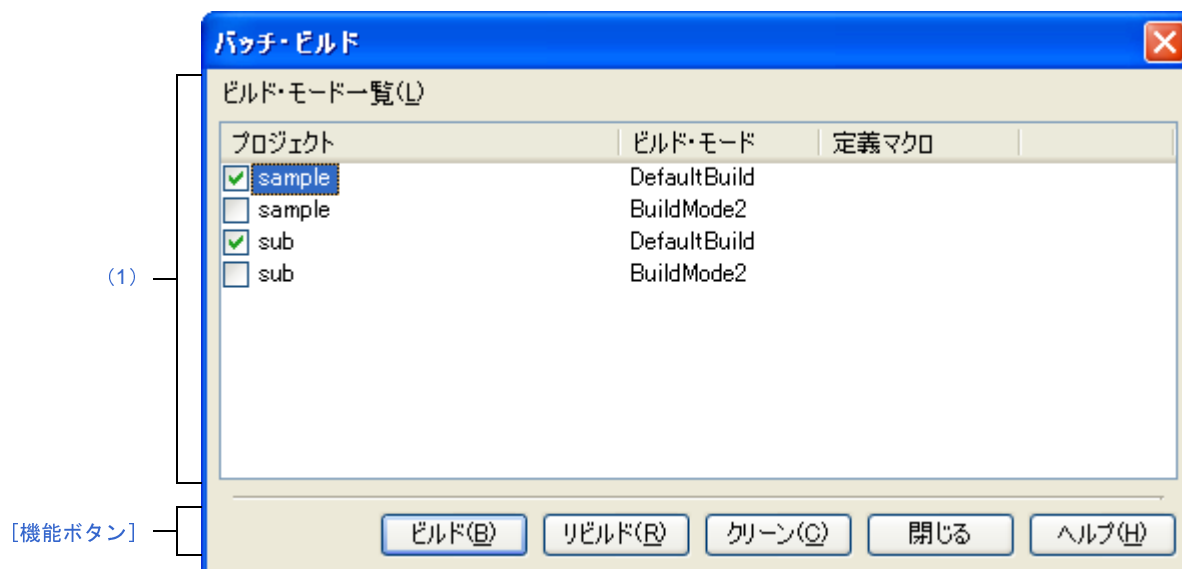 バッチ・ビルド
ビルド・モード一覧(L)
プロジェクト ビルド・モード 定義マクロ
sample DefaultBuild
sample BuildMode2
sub DefaultBuild
sub BuildMode2
(1)
[機能ボタン] ビルド(B) リビルド(R) クリーン(C) 閉じる ヘルプ(H)